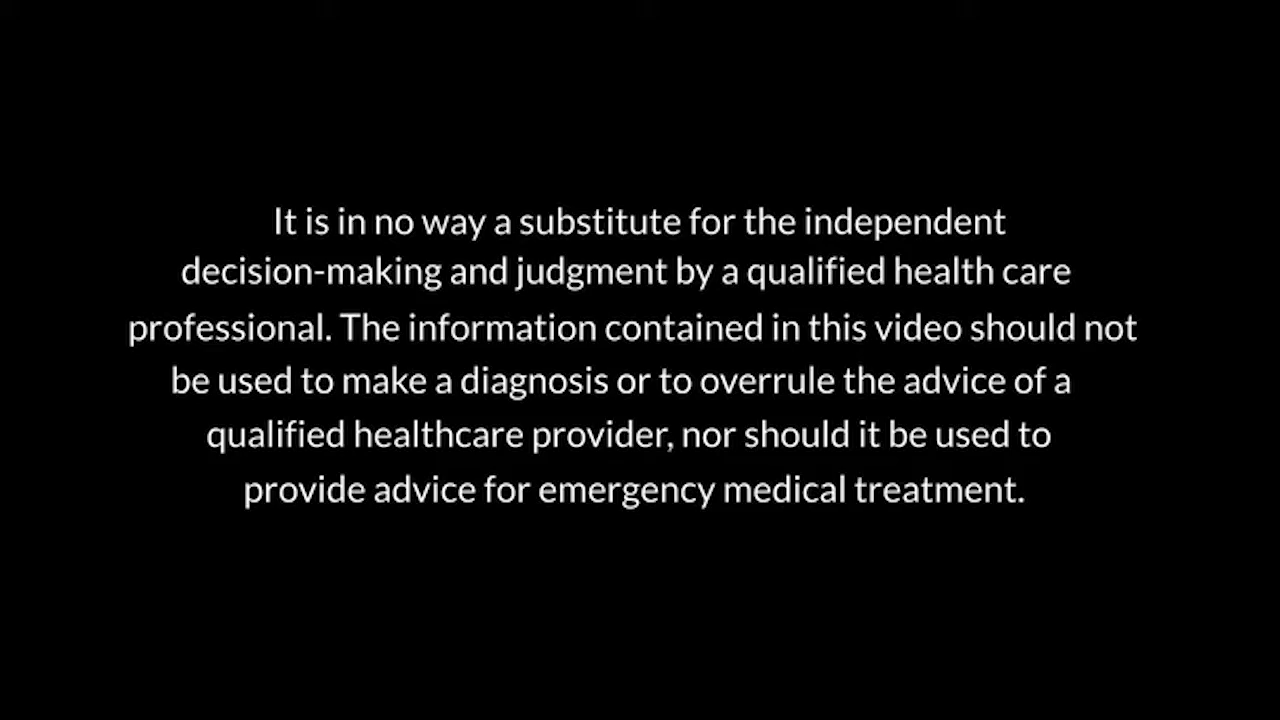 It is in no way a substitute for the independent
decision-making and judgment by a qualified health care
professional. The information contained in this video should not
be used to make a diagnosis or to overrule the advice of a
qualified healthcare provider, nor should it be used to
provide advice for emergency medical treatment.